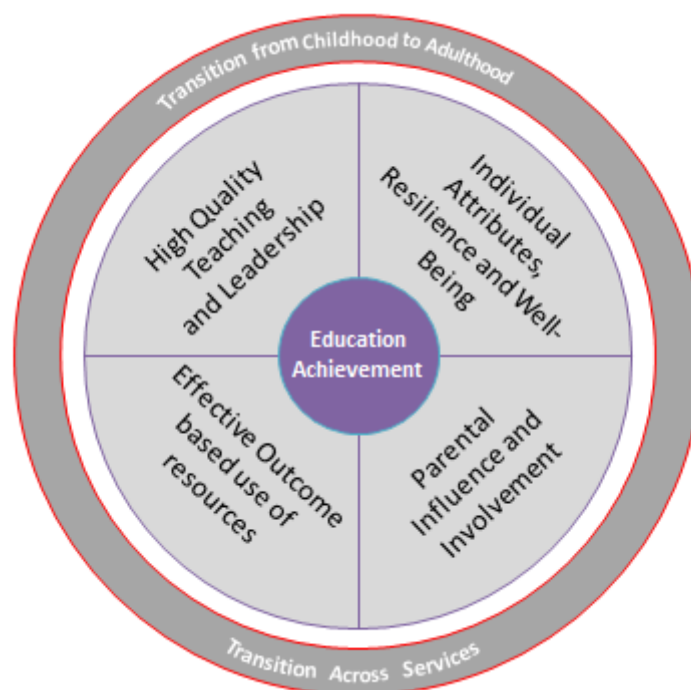 Transition from Childhood to Adulthood
High Quality
Teaching
and Leadership
Individual
Attributes,
Resilience and Well-
Being
Education
Achievement
Effective Outcome
based use of
resources
Parental
Influence and
Involvement
Transition Across Services